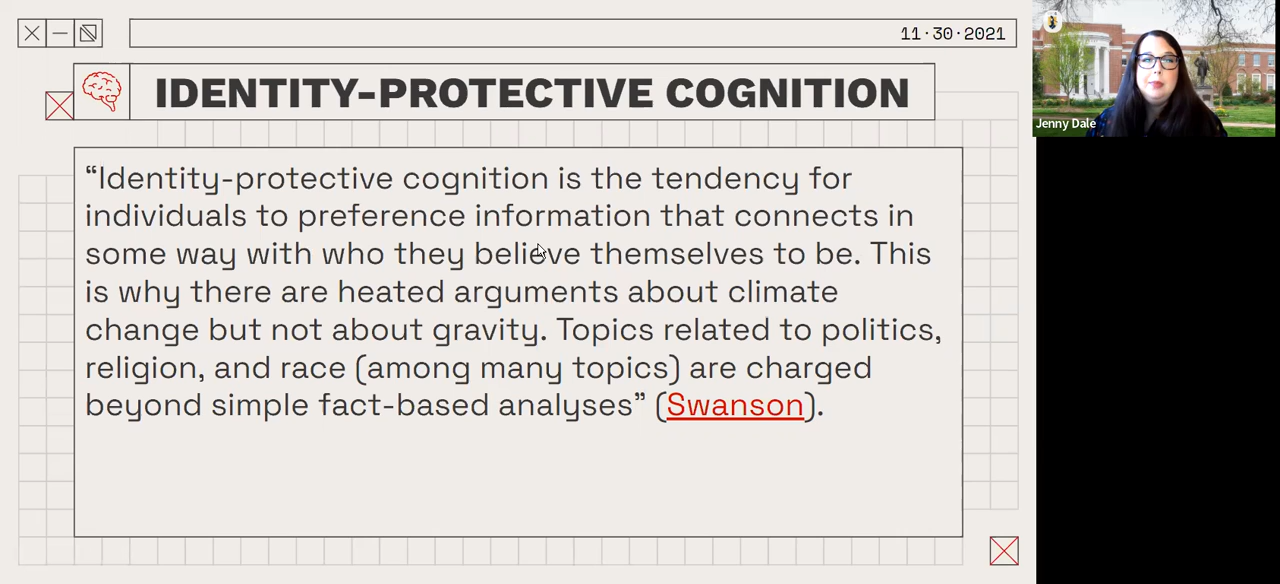 11·30·2021
IDENTITY-PROTECTIVE COGNITION
“Identity-protective cognition is the tendency for
individuals to preference information that connects in
some way with who they believe themselves to be. This
is why there are heated arguments about climate
change but not about gravity. Topics related to politics,
religion, and race (among many topics) are charged
beyond simple fact-based analyses” (Swanson).
Jenny Dale